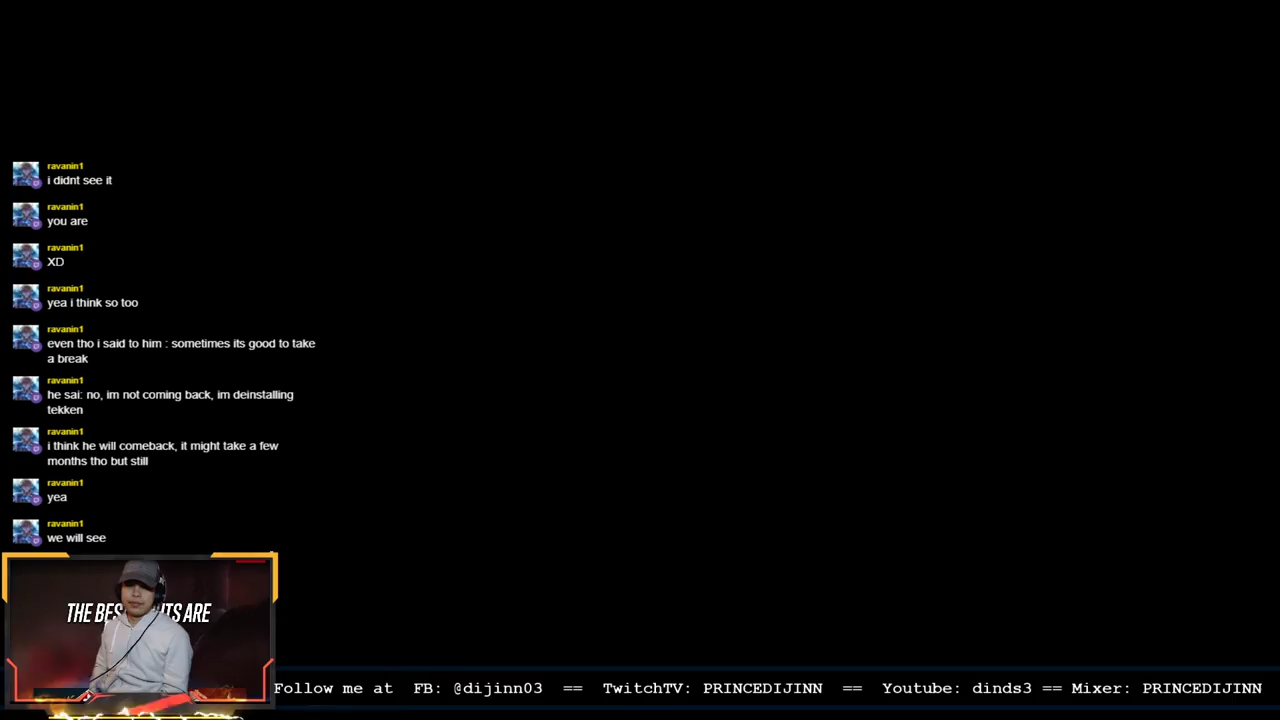 ravanin1
i didnt see it
ravanin1
you are
ravanin1
XD
ravanin1
yea i think so too
ravanin1
even tho i said to him : sometimes its good to take
a break
ravanin1
he sai: no, im not coming back, im deinstalling
tekken
ravanin1
i think he will comeback, it might take a few
months tho but still
ravanin1
yea
ravanin1
we will see
THE ARE
Follow me at FB: @dijinn03 == TwitchTV: PRINCEDIJINN == Youtube: dinds3 == Mixer: PRINCEDIJINN